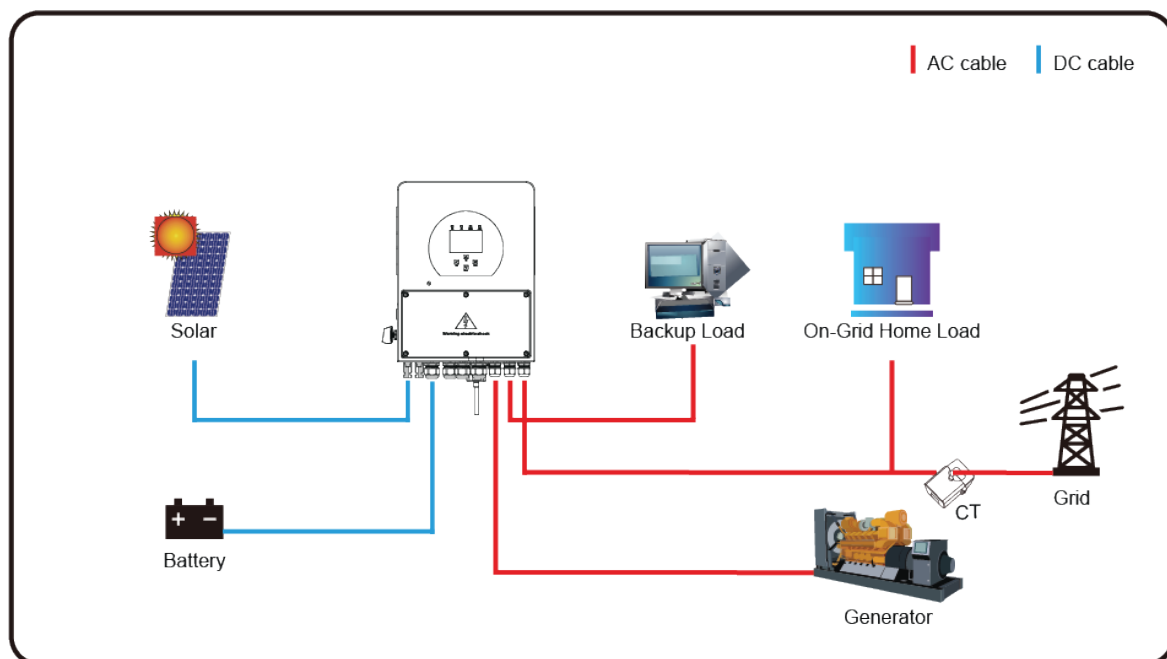 AC cable
DC cable
Solar
Backup Load
On-Grid Home Load
CT
Grid
Battery
Generator